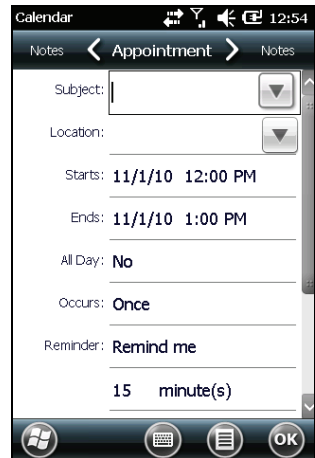 Calendar 12:54
Notes Appointment Notes
Subject:
Location:
Starts: 11/1/10 12:00 PM
Ends: 11/1/10 1:00 PM
All Day: No
Occurs: Once
Reminder: Remind me
15 minute(s)
OK